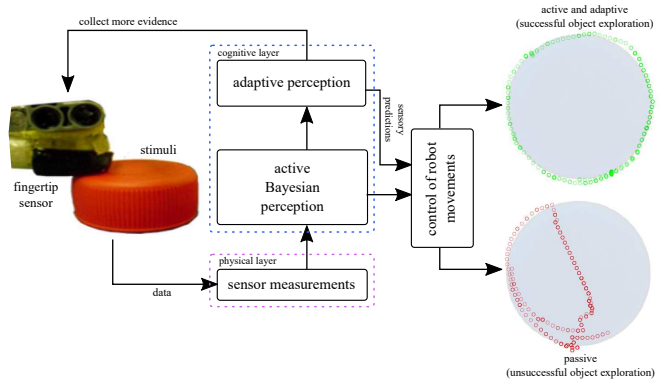 collect more evidence
active and adaptive
(successful object exploration)
cognitive layer
adaptive perception
sensory
predictions
stimuli
fingertip
sensor
active
Bayesian
perception
control of robot
movements
physical layer
sensor measurements
data
passive
(unsuccessful object exploration)